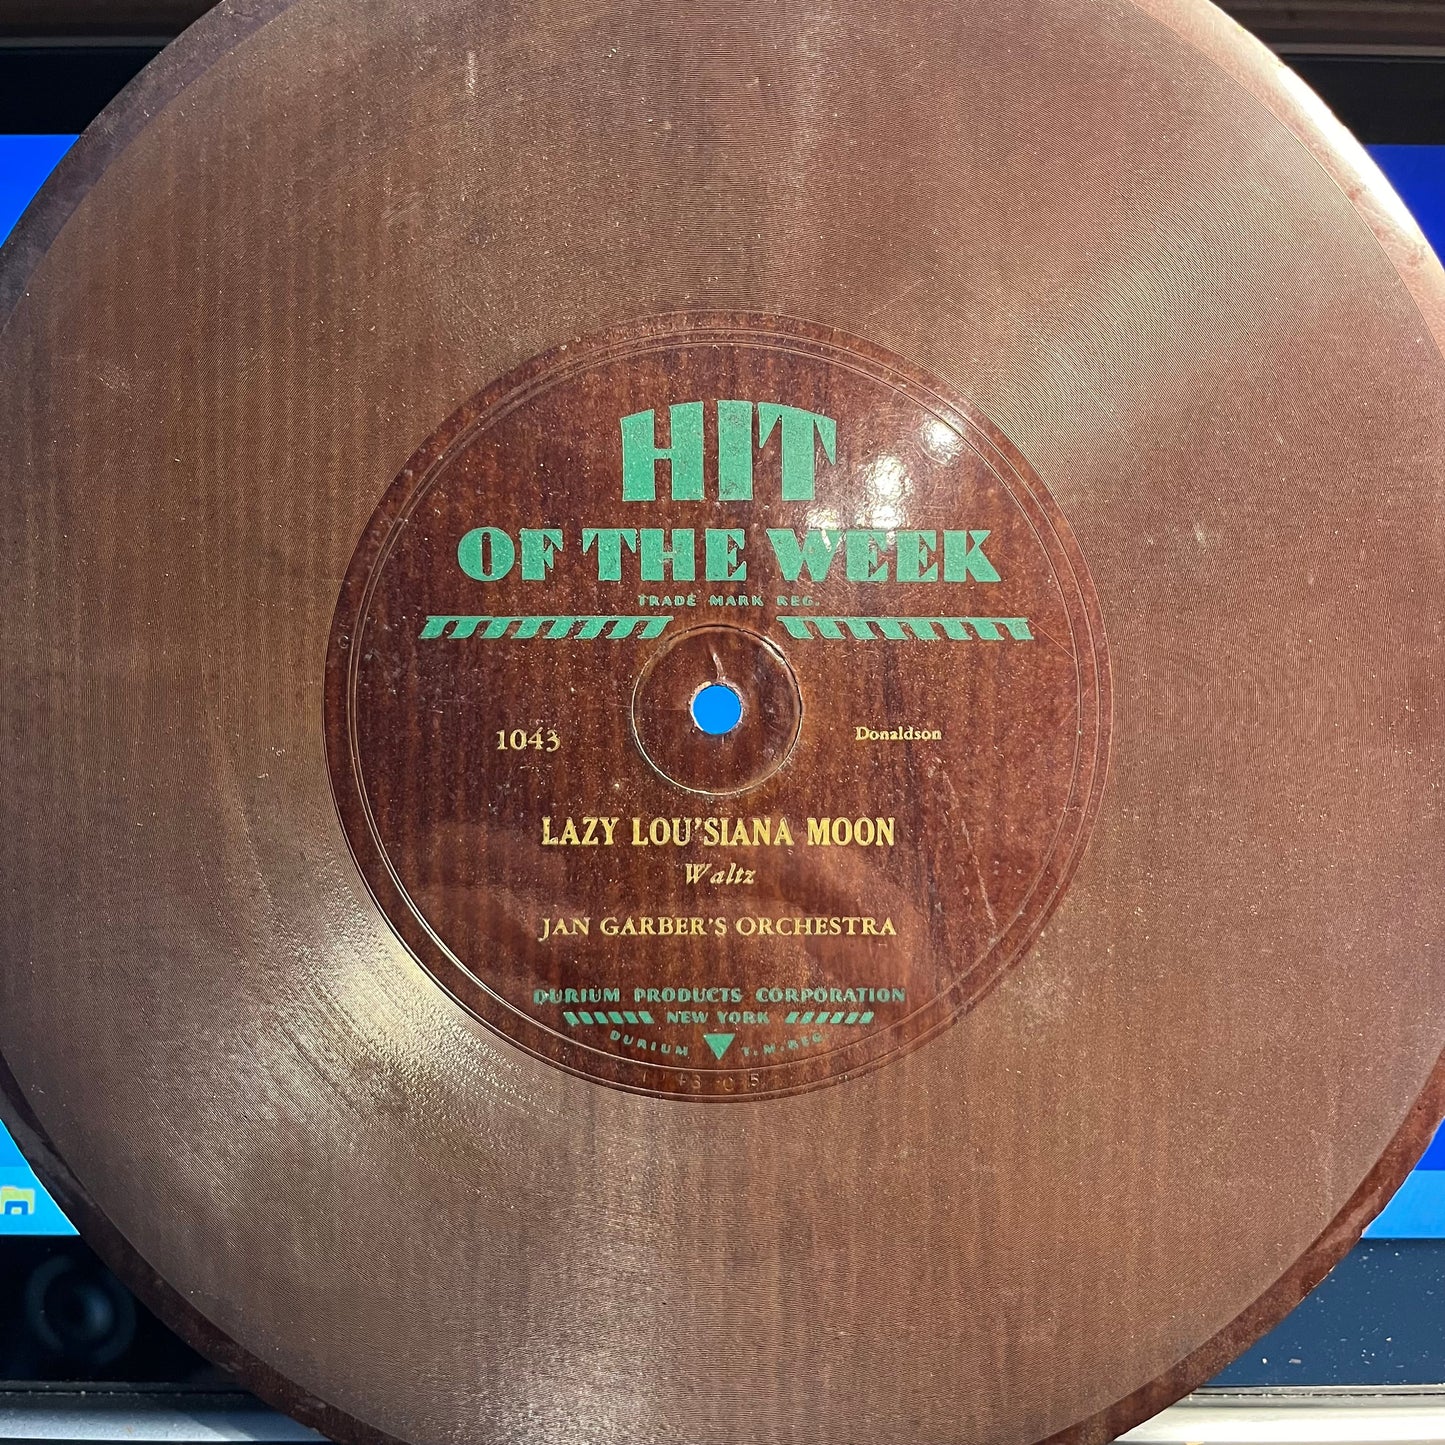 HIT
OF THE WEEK
TRADE MARK REG.
1043
Donaldson
LAZY LOU'SIANA MOON
Waltz
JAN GARBER'S ORCHESTRA
DURIUM PRODUCTS CORPORATION
NEW YORK
DURIUM T.M.REG.